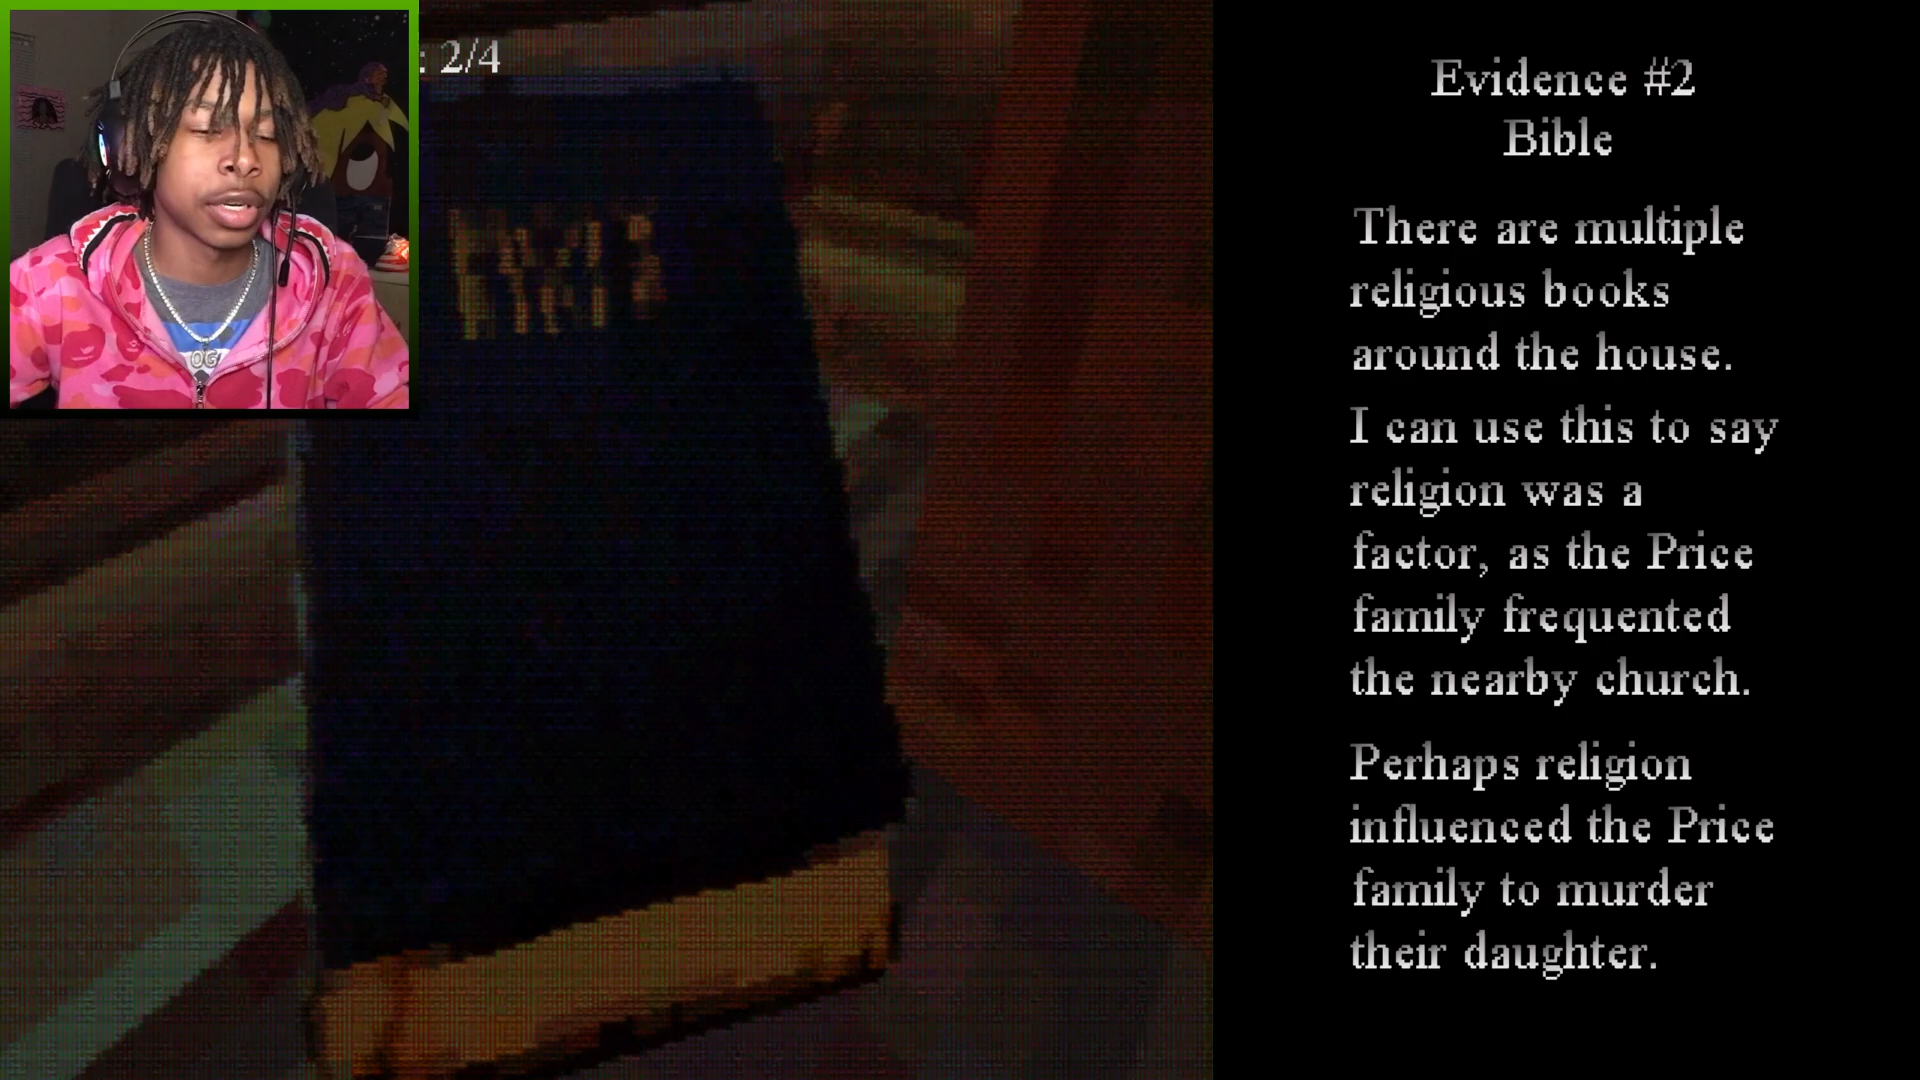 : 2/4
Evidence #2
Bible
There are multiple
religious books
around the house.
I can use this to say
religion was a
factor, as the Price
family frequented
the nearby church.
Perhaps religion
influenced the Price
family to murder
their daughter.
OG